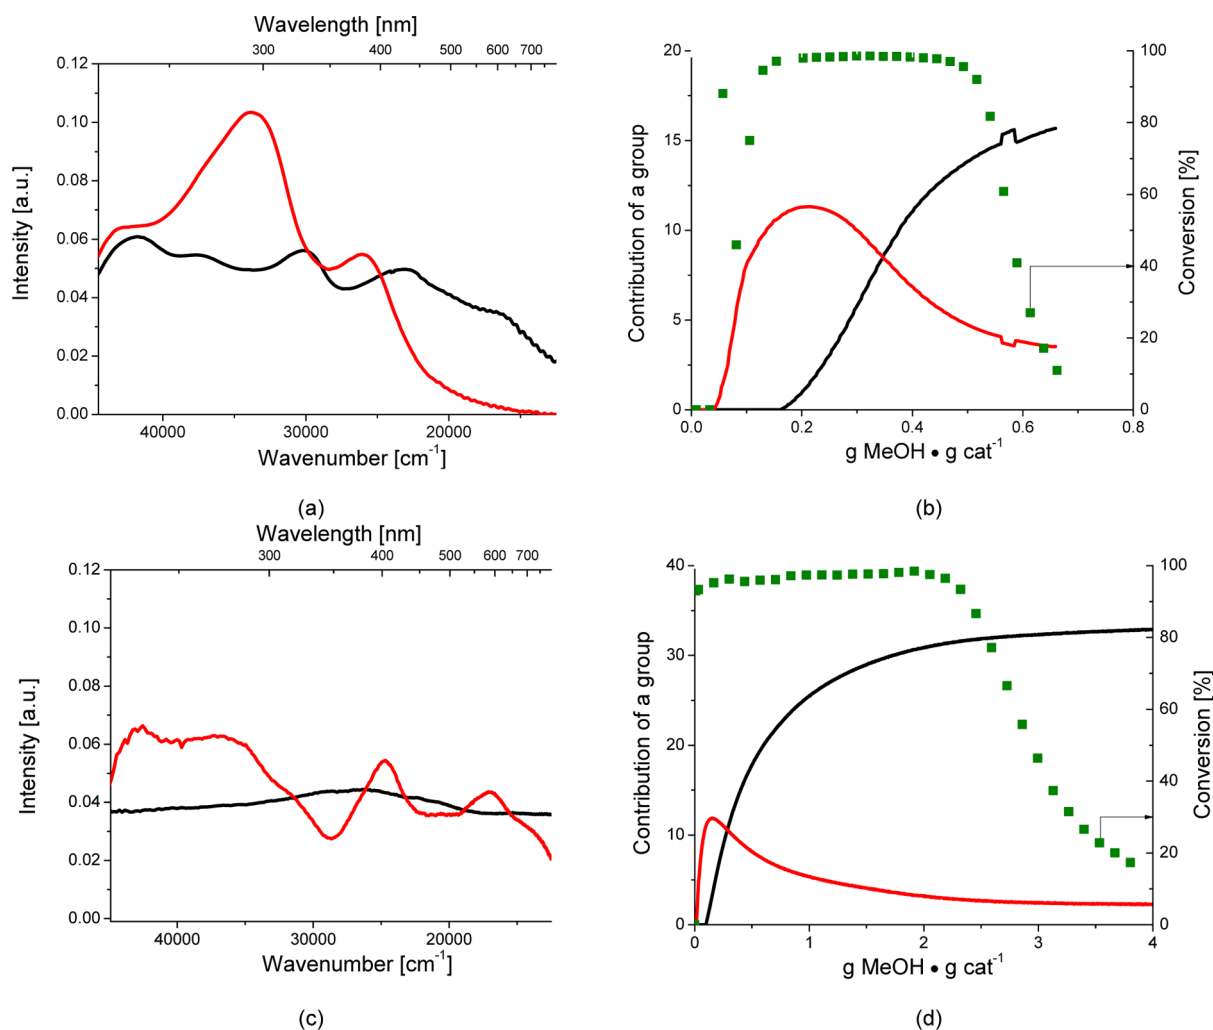 Wavelength [nm]
300 400 500 600 700
0.12
0.10
0.08
0.06
0.04
0.02
0.00
Intensity [a.u.]
40000 30000 20000
Wavenumber [cm-1]
(a)
20
15
10
5
0
Contribution of a group
100
80
60
40
20
0
Conversion [%]
0.0 0.2 0.4 0.6 0.8
g MeOH • g cat-1
(b)
Wavelength [nm]
300 400 500 600 700
0.12
0.10
0.08
0.06
0.04
0.02
0.00
Intensity [a.u.]
40000 30000 20000
Wavenumber [cm-1]
(c)
40
30
20
10
0
Contribution of a group
100
80
60
40
20
0
Conversion [%]
0 1 2 3 4
g MeOH • g cat-1
(d)